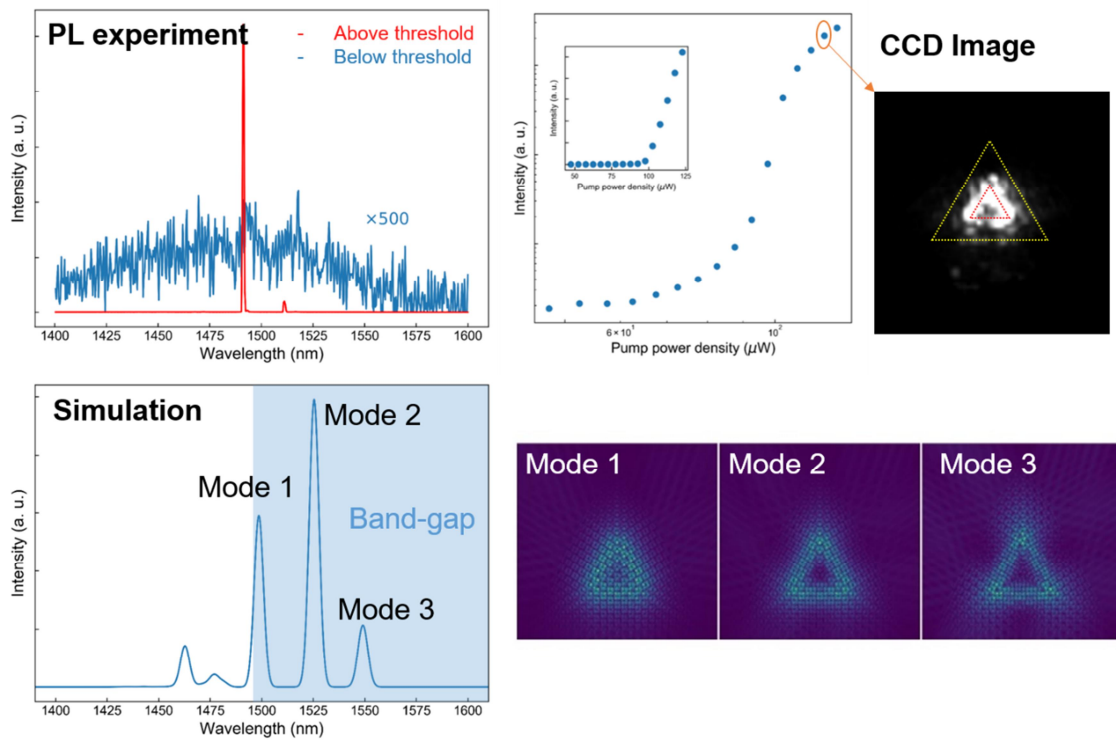 PL experiment
- Above threshold
- Below threshold
×500
Intensity (a. u.)
1400 1425 1450 1475 1500 1525 1550 1575 1600
Wavelength (nm)
Intensity (a. u.)
Intensity (a. u.)
50 75 100 125
Pump power density (μW)
6 × 10¹ 10²
Pump power density (μW)
CCD Image
Simulation
Mode 2
Mode 1
Band-gap
Mode 3
Intensity (a. u.)
1400 1425 1450 1475 1500 1525 1550 1575 1600
Wavelength (nm)
Mode 1 Mode 2 Mode 3